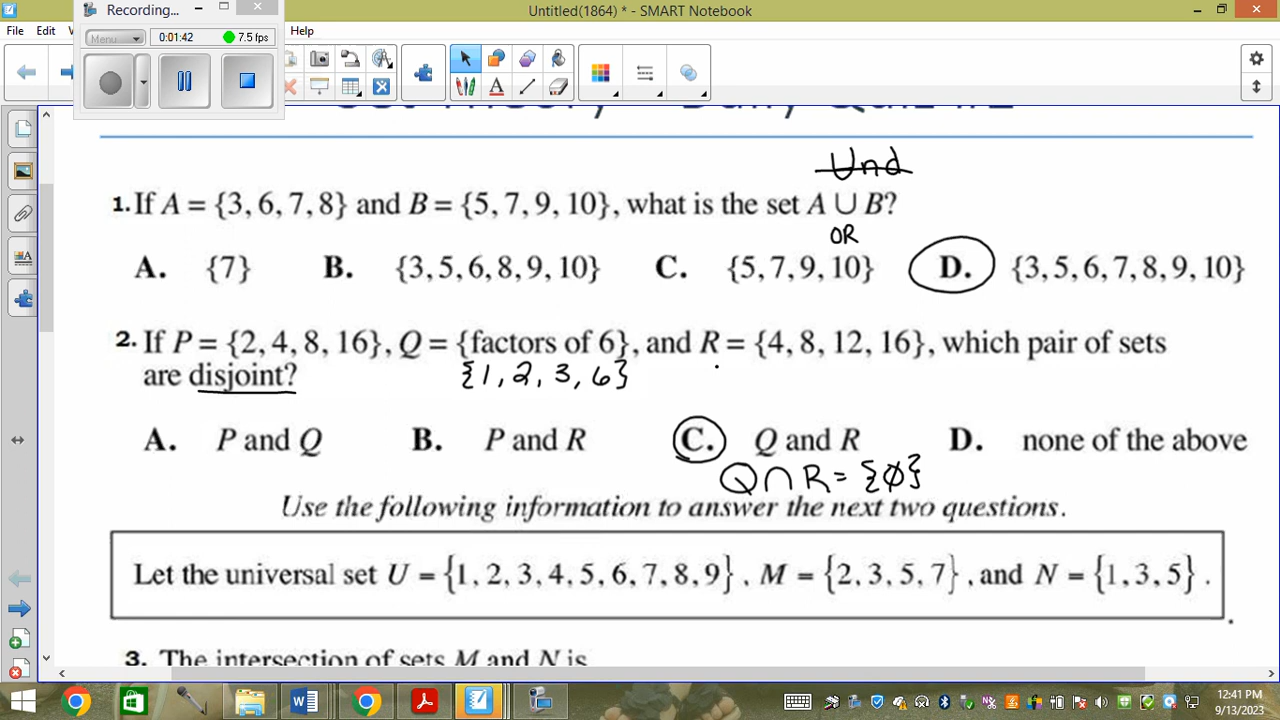 Untitled(1864) * - SMART Notebook
Recording...
Menu
0:01:42
7.5 fps
File Edit Help
Set Theory - Daily Quiz #2
Und
1. If A = {3, 6, 7, 8} and B = {5, 7, 9, 10}, what is the set A ∪ B?
OR
A. {7} B. {3, 5, 6, 8, 9, 10} C. {5, 7, 9, 10} D. {3, 5, 6, 7, 8, 9, 10}
2. If P = {2, 4, 8, 16}, Q = {factors of 6}, and R = {4, 8, 12, 16}, which pair of sets
are disjoint? {1, 2, 3, 6}
A. P and Q B. P and R C. Q and R D. none of the above
Q ∩ R = {∅}
Use the following information to answer the next two questions.
Let the universal set U = {1, 2, 3, 4, 5, 6, 7, 8, 9}, M = {2, 3, 5, 7}, and N = {1, 3, 5}.
3. The intersection of sets M and N is
12:41 PM
9/13/2023